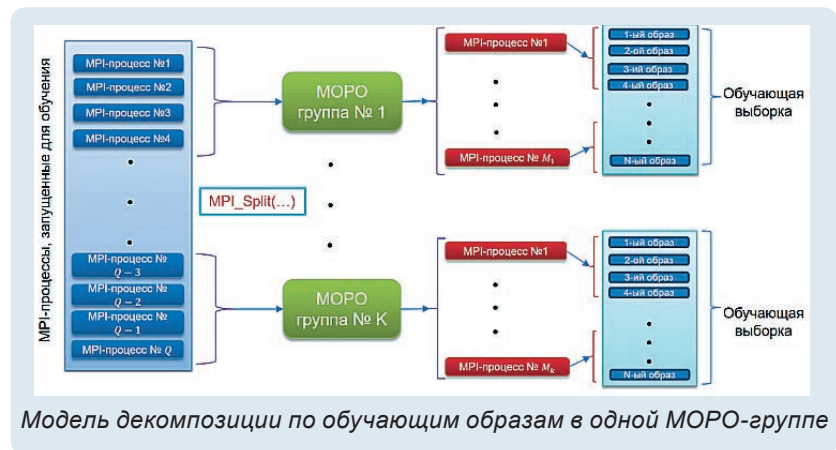 MPI-процессы, запущенные для обучения
MPI-процесс №1
MPI-процесс №2
MPI-процесс №3
MPI-процесс №4
MPI-процесс №
Q − 3
MPI-процесс №
Q − 2
MPI-процесс №
Q − 1
MPI-процесс № Q
MPI_Split(...)
МОРО
группа № 1
МОРО
группа № K
MPI-процесс №1
MPI-процесс № M₁
1-ый образ
2-ой образ
3-ий образ
4-ый образ
N-ый образ
Обучающая
выборка
MPI-процесс №1
MPI-процесс № Mₖ
1-ый образ
2-ой образ
3-ий образ
4-ый образ
N-ый образ
Обучающая
выборка
Модель декомпозиции по обучающим образам в одной МОРО-группе